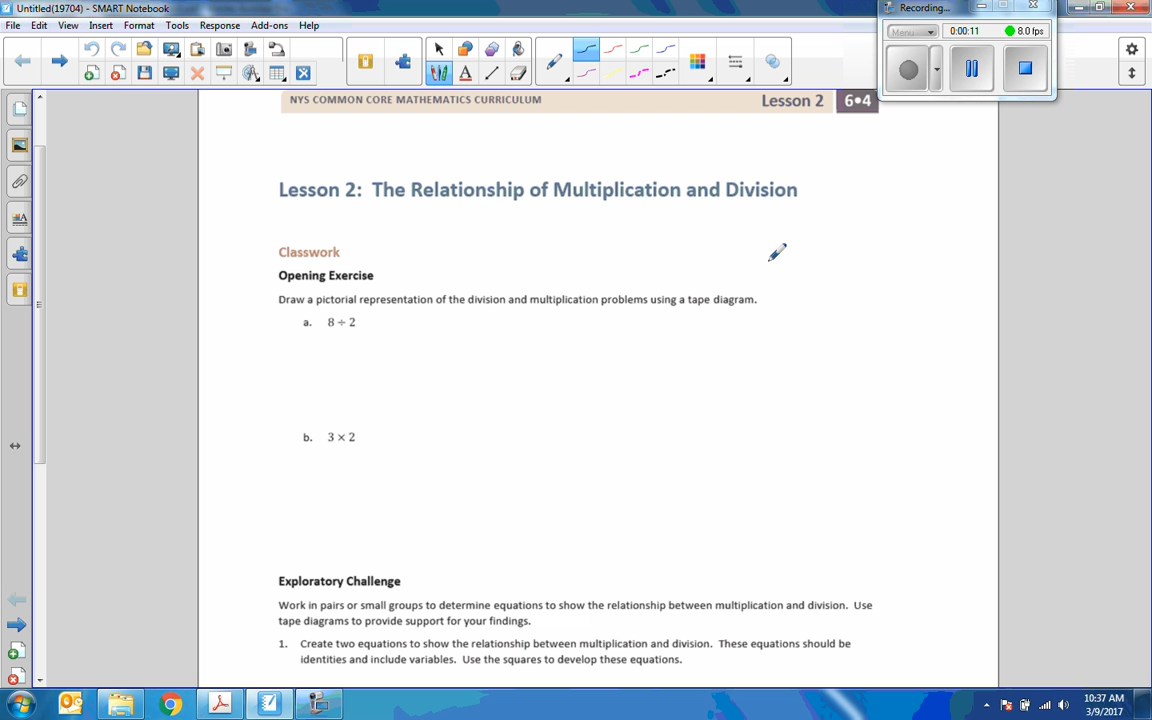 Untitled(19704) - SMART Notebook
Recording...
File Edit View Insert Format Tools Response Add-ons Help
Menu 0:00:11 8.0 fps
NYS COMMON CORE MATHEMATICS CURRICULUM Lesson 2 6•4
Lesson 2: The Relationship of Multiplication and Division
Classwork
Opening Exercise
Draw a pictorial representation of the division and multiplication problems using a tape diagram.
a. 8 ÷ 2
b. 3 × 2
Exploratory Challenge
Work in pairs or small groups to determine equations to show the relationship between multiplication and division. Use
tape diagrams to provide support for your findings.
1. Create two equations to show the relationship between multiplication and division. These equations should be
identities and include variables. Use the squares to develop these equations.
10:37 AM
3/9/2017